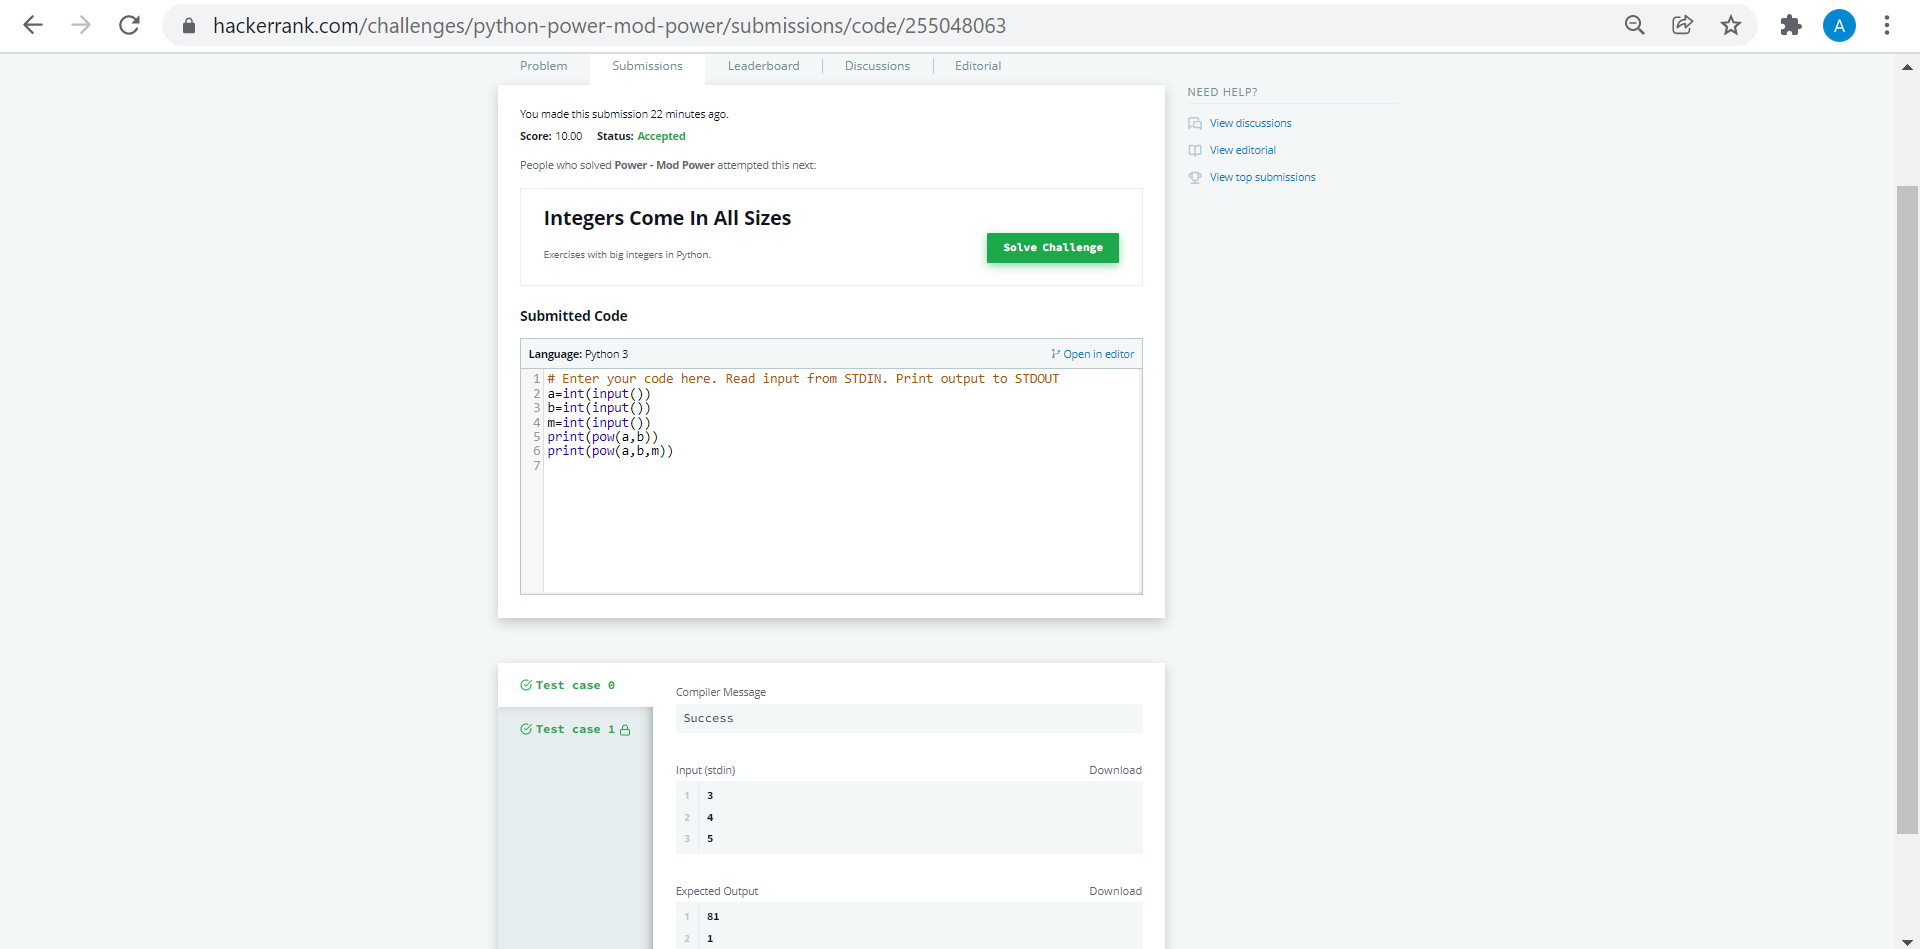 hackerrank.com/challenges/python-power-mod-power/submissions/code/255048063
A
Problem Submissions Leaderboard Discussions Editorial
You made this submission 22 minutes ago.
Score: 10.00 Status: Accepted
People who solved Power - Mod Power attempted this next:
Integers Come In All Sizes
Exercises with big integers in Python.
Solve Challenge
Submitted Code
Language: Python 3 Open in editor
1 # Enter your code here. Read input from STDIN. Print output to STDOUT
2 a=int(input())
3 b=int(input())
4 m=int(input())
5 print(pow(a,b))
6 print(pow(a,b,m))
7
NEED HELP?
View discussions
View editorial
View top submissions
Test case 0
Test case 1
Compiler Message
Success
Input (stdin) Download
1 3
2 4
3 5
Expected Output Download
1 81
2 1